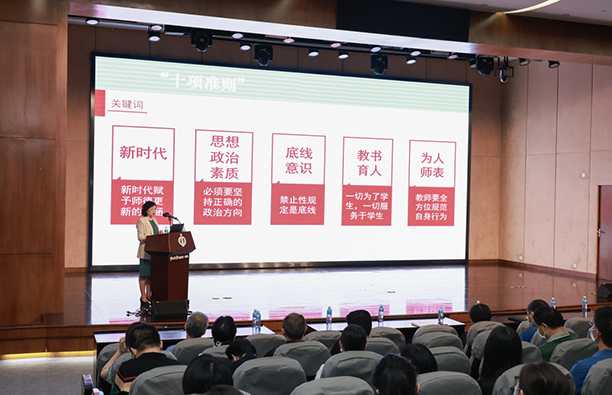 “十项准则”
关键词
新时代
新时代赋
予师德更
思想
政治
素质
必须要坚
持正确的
政治方向
底线
意识
禁止性规
定是底线
教书
育人
一切为了学
生，一切服
务于学生
为人
师表
教师要全
方位规范
自身行为